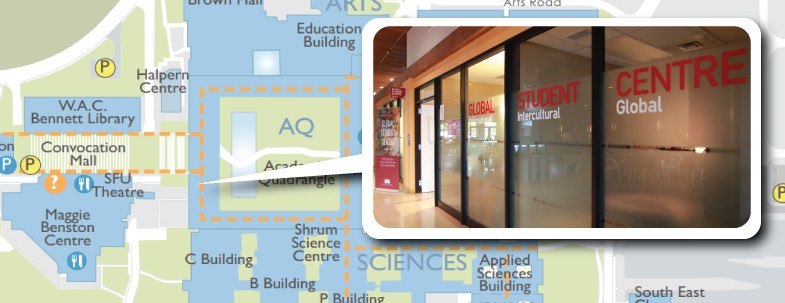 Brown Hall
ARTS
Arts Road
Education
Building
P
Halpern
Centre
W.A.C.
Bennett Library
AQ
Convocation
Mall
P
P
?
SFU
Theatre
Quadrangle
Maggie
Benston
Centre
Shrum
Science
Centre
C Building
B Building
P Building
SCIENCES
Applied
Sciences
Building
South East
P
GLOBAL
STUDENT
Intercultural
CENTRE
Global